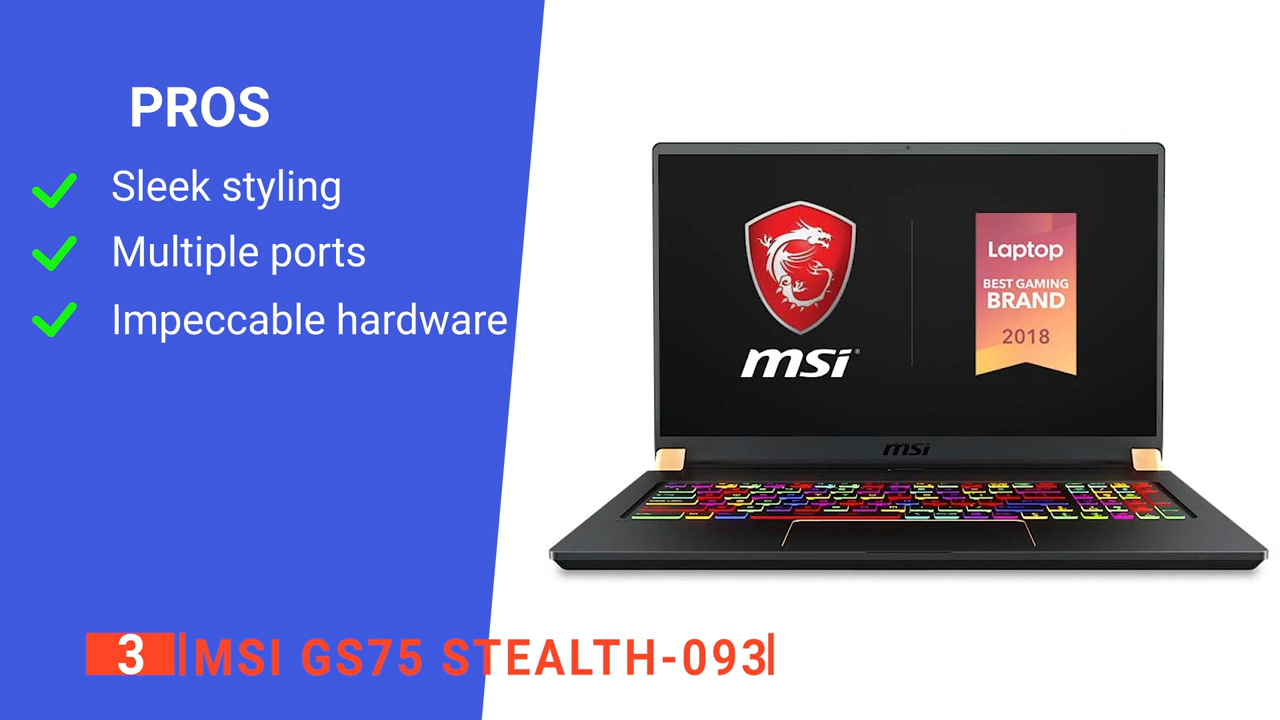 PROS
Sleek styling
Multiple ports
Impeccable hardware
msi
Laptop
BEST GAMING
BRAND
2018
msi
3
MSI GS75 STEALTH-093